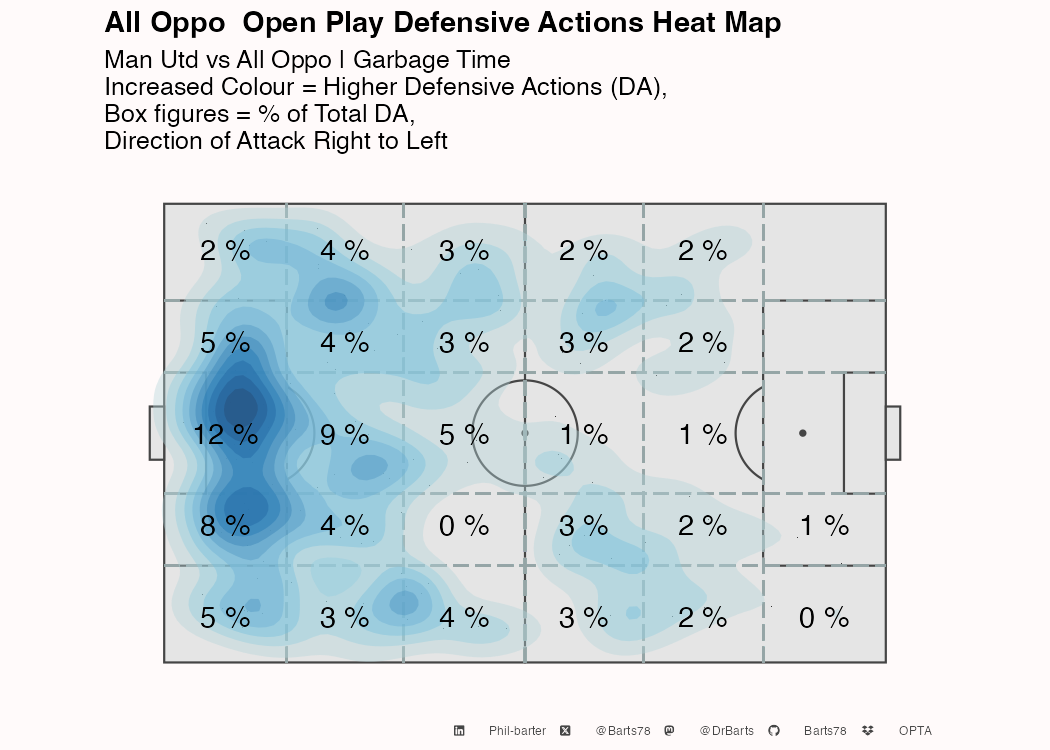 All Oppo  Open Play Defensive Actions Heat Map
Man Utd vs All Oppo | Garbage Time
Increased Colour = Higher Defensive Actions (DA),
Box figures = % of Total DA,
Direction of Attack Right to Left
2 % 4 % 3 % 2 % 2 %
5 % 4 % 3 % 3 % 2 %
12 % 9 % 5 % 1 % 1 %
8 % 4 % 0 % 3 % 2 % 1 %
5 % 3 % 4 % 3 % 2 % 0 %
Phil-barter @Barts78 @DrBarts Barts78 OPTA